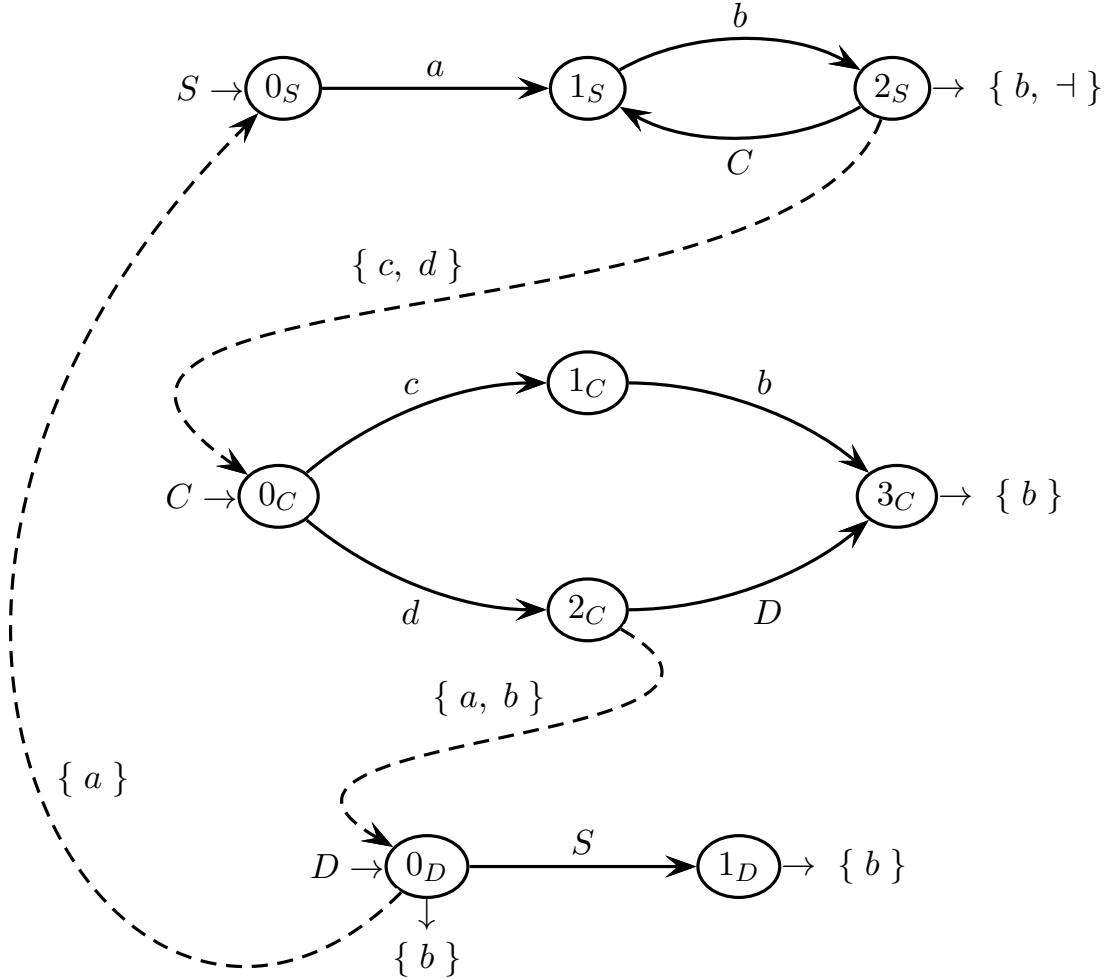 b
S → 0_S a 1_S 2_S → { b, ⊣ }
C
{ c, d }
c 1_C b
C → 0_C 3_C → { b }
d 2_C D
{ a, b }
{ a }
S
D → 0_D 1_D → { b }
↓
{ b }